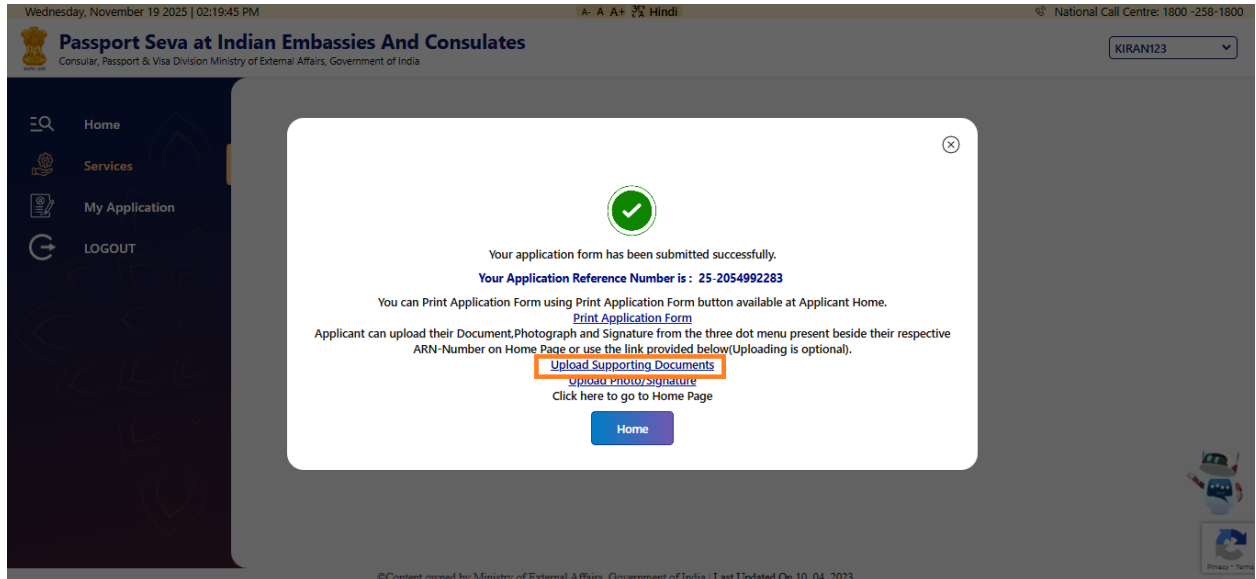 Wednesday, November 19 2025 | 02:19:45 PM
A- A A+ Hindi
National Call Centre: 1800 -258-1800
Passport Seva at Indian Embassies And Consulates
Consular, Passport & Visa Division Ministry of External Affairs, Government of India
KIRAN123
Home
Services
My Application
LOGOUT
Your application form has been submitted successfully.
Your Application Reference Number is : 25-2054992283
You can Print Application Form using Print Application Form button available at Applicant Home.
Print Application Form
Applicant can upload their Document,Photograph and Signature from the three dot menu present beside their respective
ARN-Number on Home Page or use the link provided below(Uploading is optional).
Upload Supporting Documents
Upload Photo/Signature
Click here to go to Home Page
Home
Privacy - Terms
©Content owned by Ministry of External Affairs, Government of India | Last Updated On 10, 04, 2023